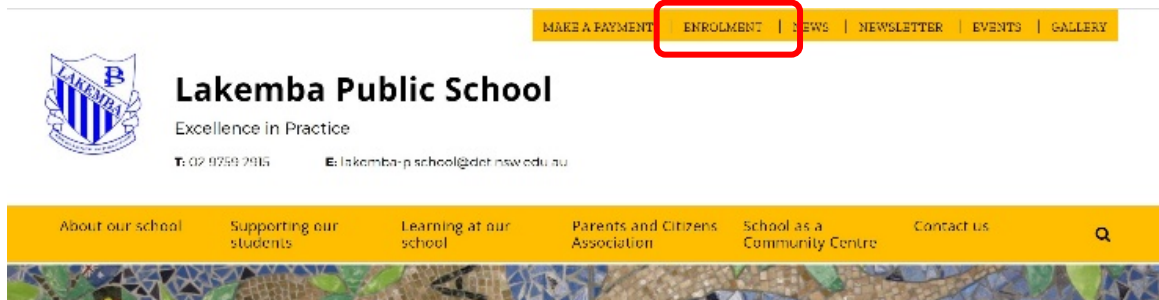 MAKE A PAYMENT | ENROLMENT | NEWS | NEWSLETTER | EVENTS | GALLERY
LAKEMBA
PS
Lakemba Public School
Excellence in Practice
T: 02 9759 2915 E: lakemba-p.school@det.nsw.edu.au
About our school Supporting our students Learning at our school Parents and Citizens Association School as a Community Centre Contact us